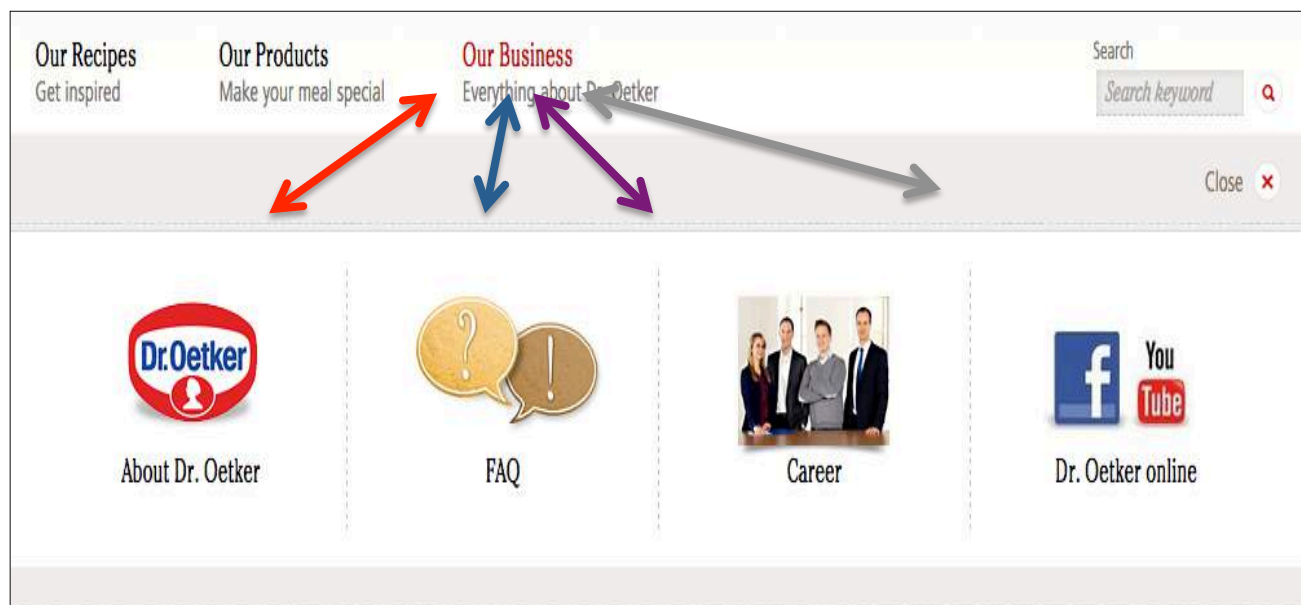 Our Recipes
Get inspired
Our Products
Make your meal special
Our Business
Everything about Dr. Oetker
Search
Search keyword
Close
Dr.Oetker
About Dr. Oetker
?
!
FAQ
Career
f
You
Tube
Dr. Oetker online